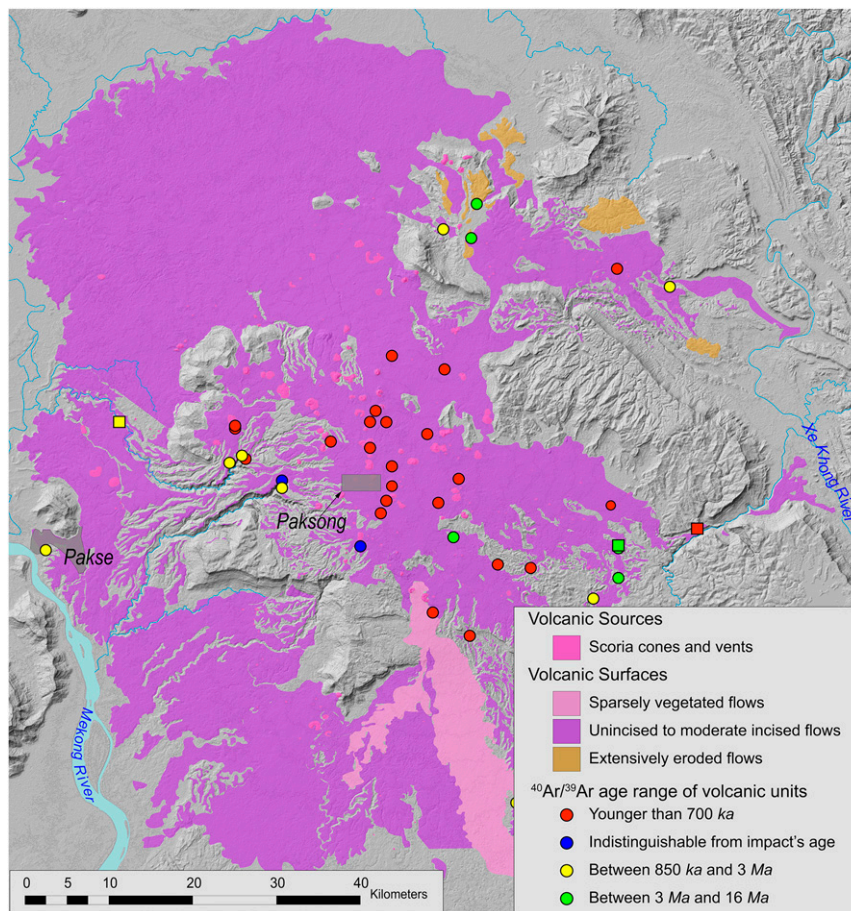 Paksong
Pakse
Xe Khong River
Mekong River
Volcanic Sources
Scoria cones and vents
Volcanic Surfaces
Sparsely vegetated flows
Unincised to moderate incised flows
Extensively eroded flows
⁴⁰Ar/³⁹Ar age range of volcanic units
Younger than 700 ka
Indistinguishable from impact's age
Between 850 ka and 3 Ma
Between 3 Ma and 16 Ma
0 5 10 20 30 40
Kilometers